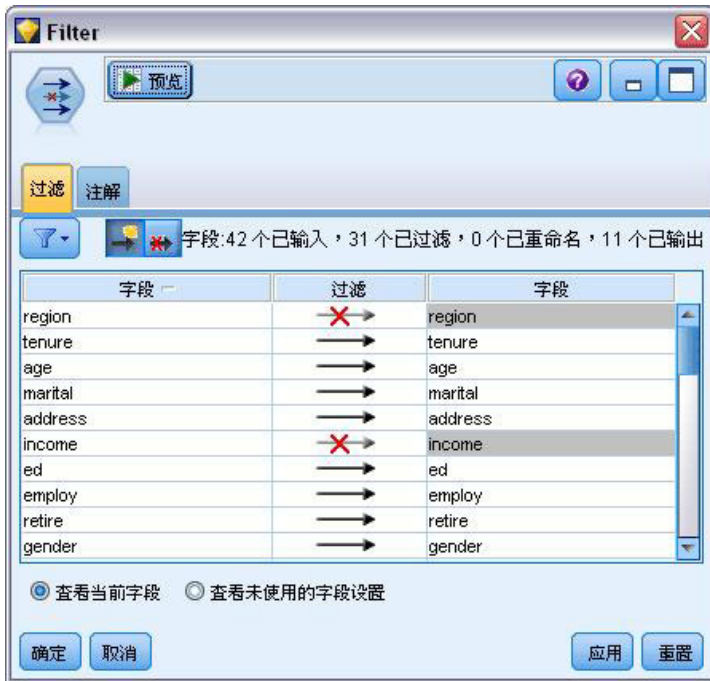 Filter
预览
过滤 注解
字段:42 个已输入，31 个已过滤，0 个已重命名，11 个已输出
字段 过滤 字段
region region
tenure tenure
age age
marital marital
address address
income income
ed ed
employ employ
retire retire
gender gender
查看当前字段 查看未使用的字段设置
确定 取消 应用 重置